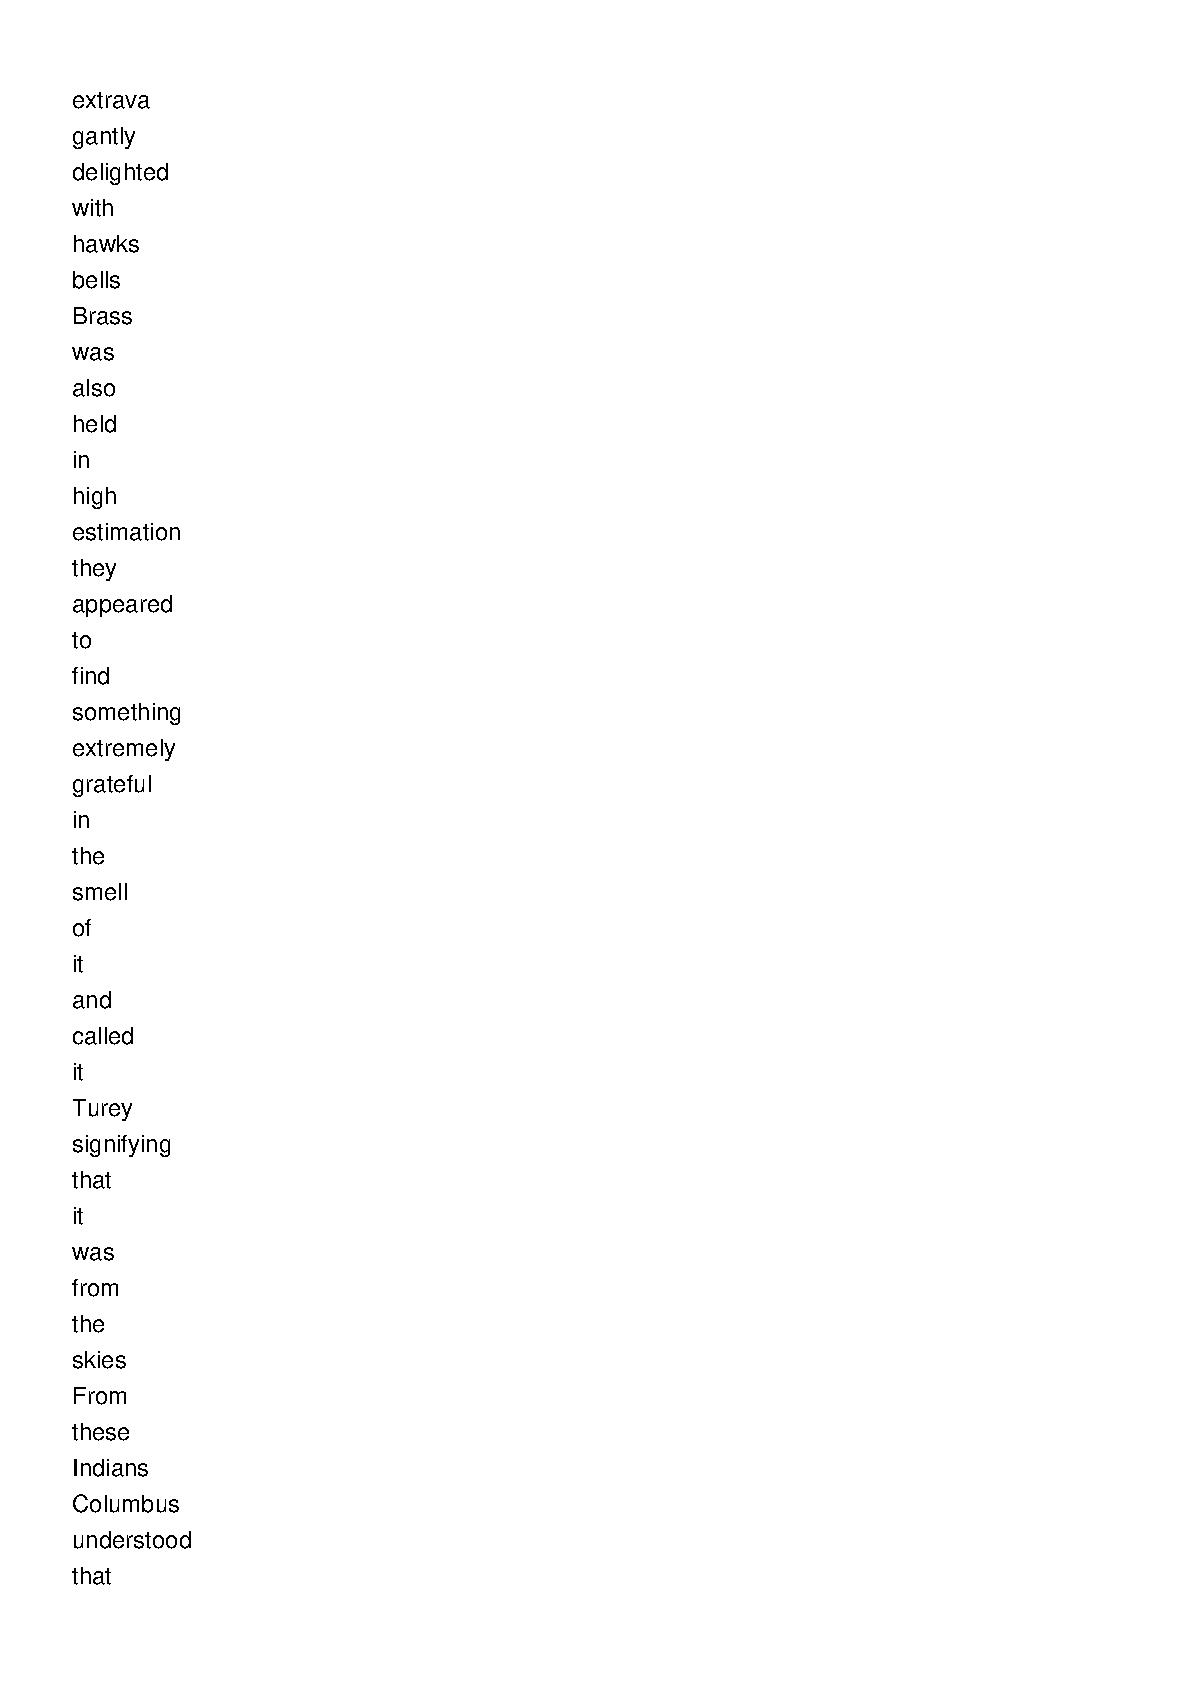 extrava
gantly
delighted
with
hawks
bells
Brass
was
also
held
in
high
estimation
they
appeared
to
find
something
extremely
grateful
in
the
smell
of
it
and
called
it
Turey
signifying
that
it
was
from
the
skies
From
these
Indians
Columbus
understood
that